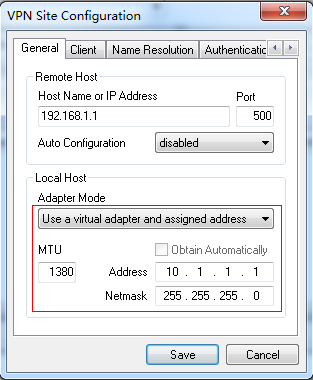 VPN Site Configuration
General Client Name Resolution
Remote Host
Host Name or IP Address Port
192.168.1.1 500
Auto Configuration disabled
Local Host
Adapter Mode
Use a virtual adapter and assigned address
MTU Obtain Automatically
1380 Address 10 . 1 . 1 . 1
Netmask 255 . 255 . 255 . 0
Save Cancel